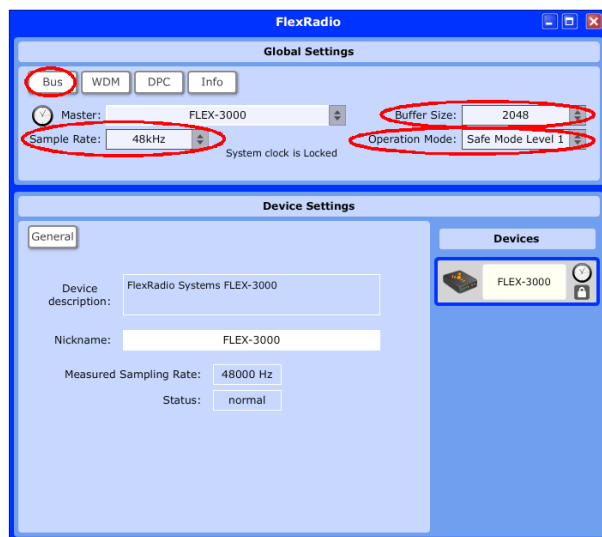 FlexRadio
Global Settings
Bus WDM DPC Info
Master: FLEX-3000 Buffer Size: 2048
Sample Rate: 48kHz System clock is Locked Operation Mode: Safe Mode Level 1
Device Settings
General
Devices
FLEX-3000
Device description: FlexRadio Systems FLEX-3000
Nickname: FLEX-3000
Measured Sampling Rate: 48000 Hz
Status: normal